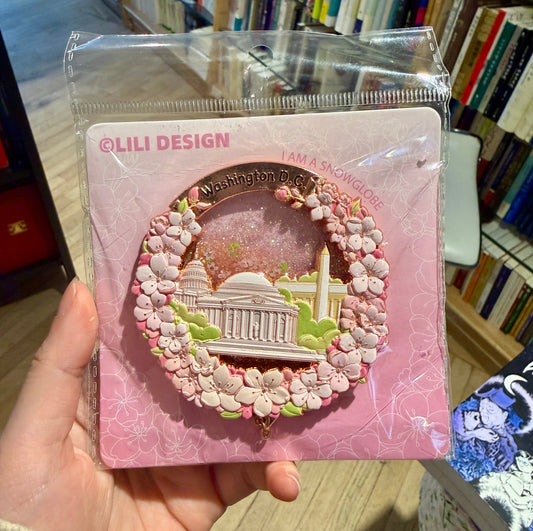 ©LILI DESIGN
I AM A SNOWGLOBE
Washington D.C.